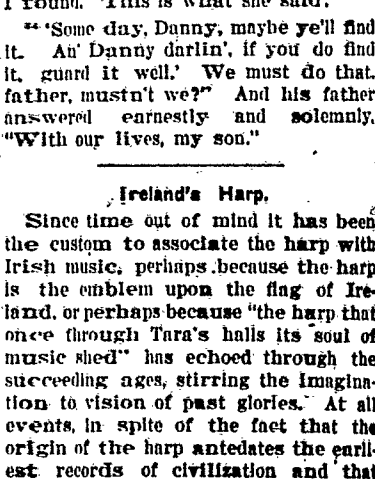 I found. This is what she said.
"'Some day, Danny, maybe ye'll find
it. An' Danny darlin', if you do find
it, guard it well.' We must do that,
father, mustn't we?" And his father
answered earnestly and solemnly,
"With our lives, my son."
Ireland's Harp.
Since time out of mind it has been
the custom to associate the harp with
Irish music, perhaps because the harp
is the emblem upon the flag of Ire-
land, or perhaps because "the harp that
once through Tara's halls its soul of
music shed" has echoed through the
succeeding ages, stirring the imagina-
tion to vision of past glories. At all
events, in spite of the fact that the
origin of the harp antedates the earli-
est records of civilization and that